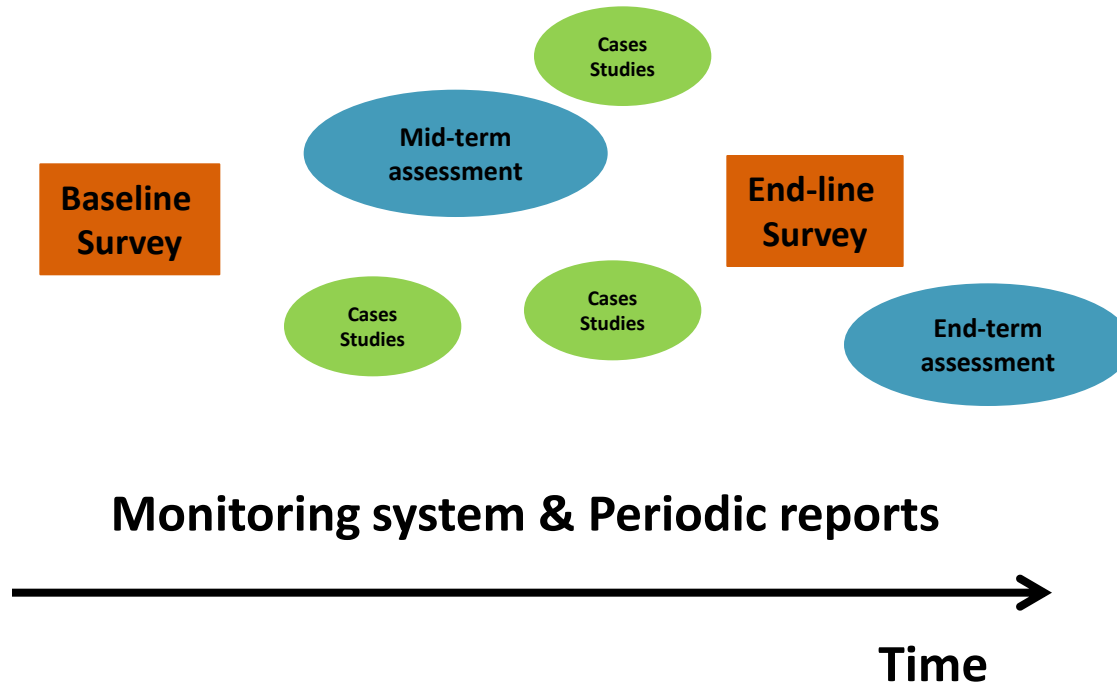 Cases
Studies
Mid-term
assessment
Baseline
Survey
End-line
Survey
Cases
Studies
Cases
Studies
End-term
assessment
Monitoring system & Periodic reports
Time